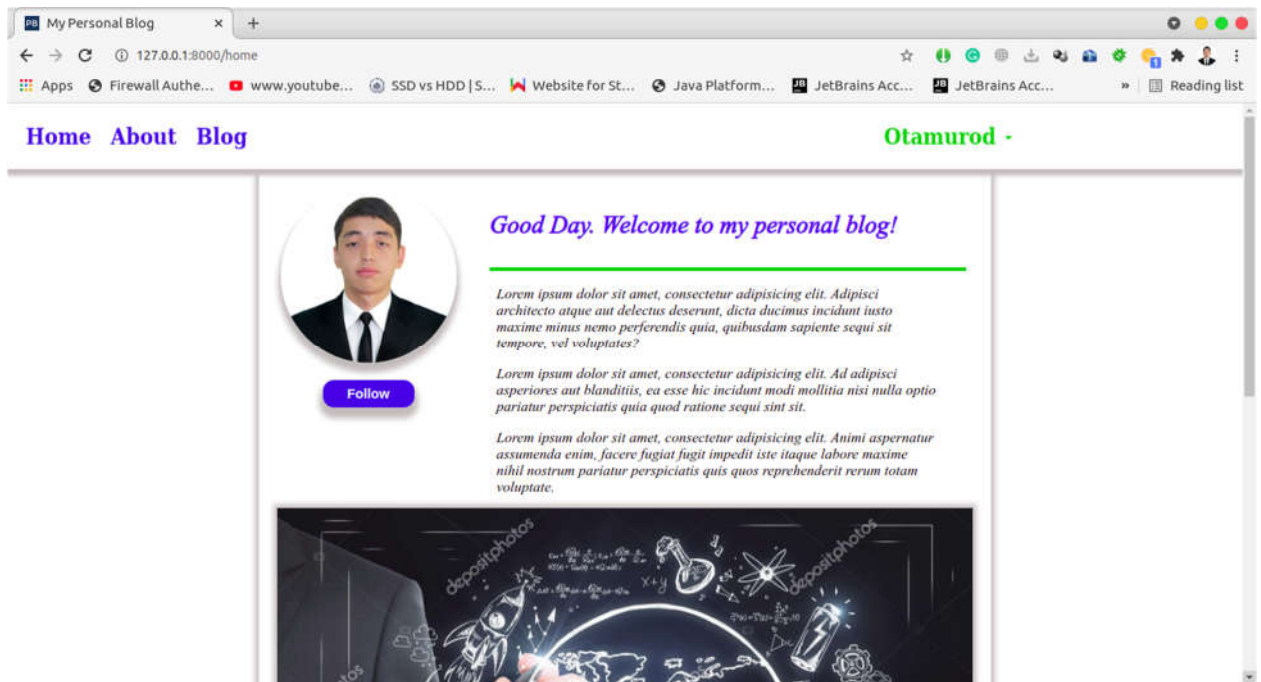 PB My Personal Blog
127.0.0.1:8000/home
1
Apps Firewall Authe... www.youtube... SSD vs HDD | S... Website for St... Java Platform... JB JetBrains Acc... JB JetBrains Acc... » Reading list
Home About Blog Otamurod
Good Day. Welcome to my personal blog!
Lorem ipsum dolor sit amet, consectetur adipisicing elit. Adipisci
architecto atque aut delectus deserunt, dicta ducimus incidunt iusto
maxime minus nemo perferendis quia, quibusdam sapiente sequi sit
tempore, vel voluptates?
Lorem ipsum dolor sit amet, consectetur adipisicing elit. Ad adipisci
asperiores aut blanditiis, ea esse hic incidunt modi mollitia nisi nulla optio
pariatur perspiciatis quia quod ratione sequi sint sit.
Lorem ipsum dolor sit amet, consectetur adipisicing elit. Animi aspernatur
assumenda enim, facere fugiat fugit impedit iste itaque labore maxime
nihil nostrum pariatur perspiciatis quis quos reprehenderit rerum totam
voluptate.
Follow
depositphotos
depositphotos
x+y